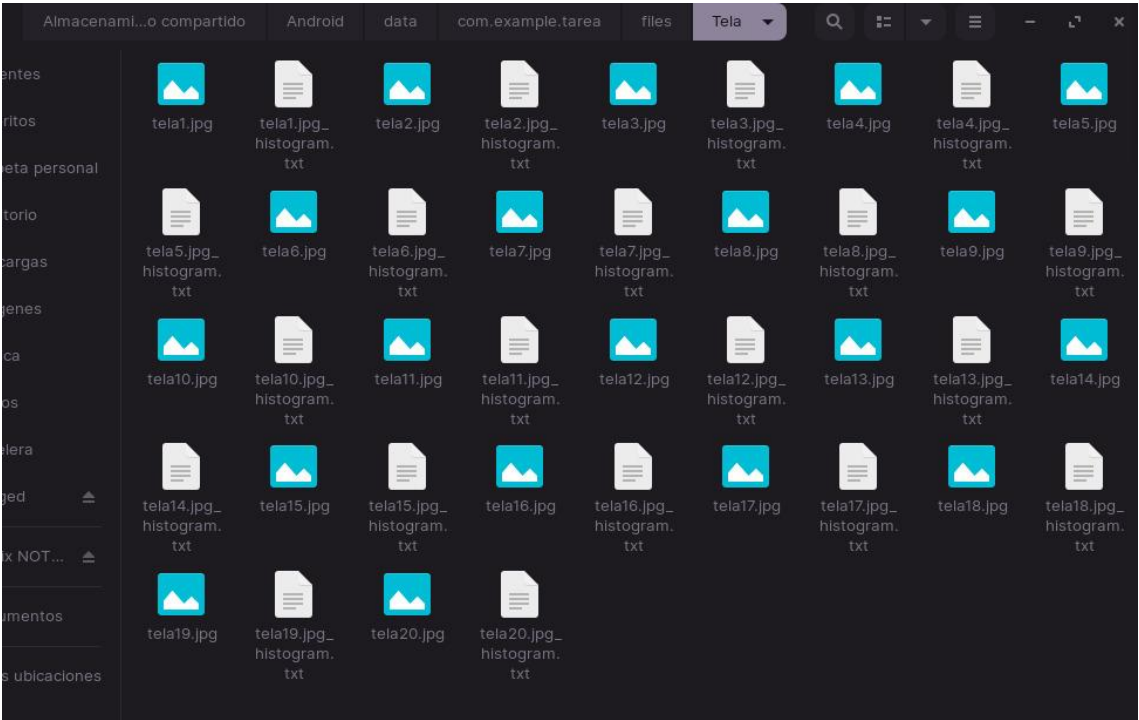 Almacenami...o compartido
Android
data
com.example.tarea
files
Tela
entes
ritos
peta personal
torio
cargas
genes
ca
os
elera
ged
ix NOT...
umentos
s ubicaciones
tela1.jpg
tela1.jpg_
histogram.
txt
tela2.jpg
tela2.jpg_
histogram.
txt
tela3.jpg
tela3.jpg_
histogram.
txt
tela4.jpg
tela4.jpg_
histogram.
txt
tela5.jpg
tela5.jpg_
histogram.
txt
tela6.jpg
tela6.jpg_
histogram.
txt
tela7.jpg
tela7.jpg_
histogram.
txt
tela8.jpg
tela8.jpg_
histogram.
txt
tela9.jpg
tela9.jpg_
histogram.
txt
tela10.jpg
tela10.jpg_
histogram.
txt
tela11.jpg
tela11.jpg_
histogram.
txt
tela12.jpg
tela12.jpg_
histogram.
txt
tela13.jpg
tela13.jpg_
histogram.
txt
tela14.jpg
tela14.jpg_
histogram.
txt
tela15.jpg
tela15.jpg_
histogram.
txt
tela16.jpg
tela16.jpg_
histogram.
txt
tela17.jpg
tela17.jpg_
histogram.
txt
tela18.jpg
tela18.jpg_
histogram.
txt
tela19.jpg
tela19.jpg_
histogram.
txt
tela20.jpg
tela20.jpg_
histogram.
txt